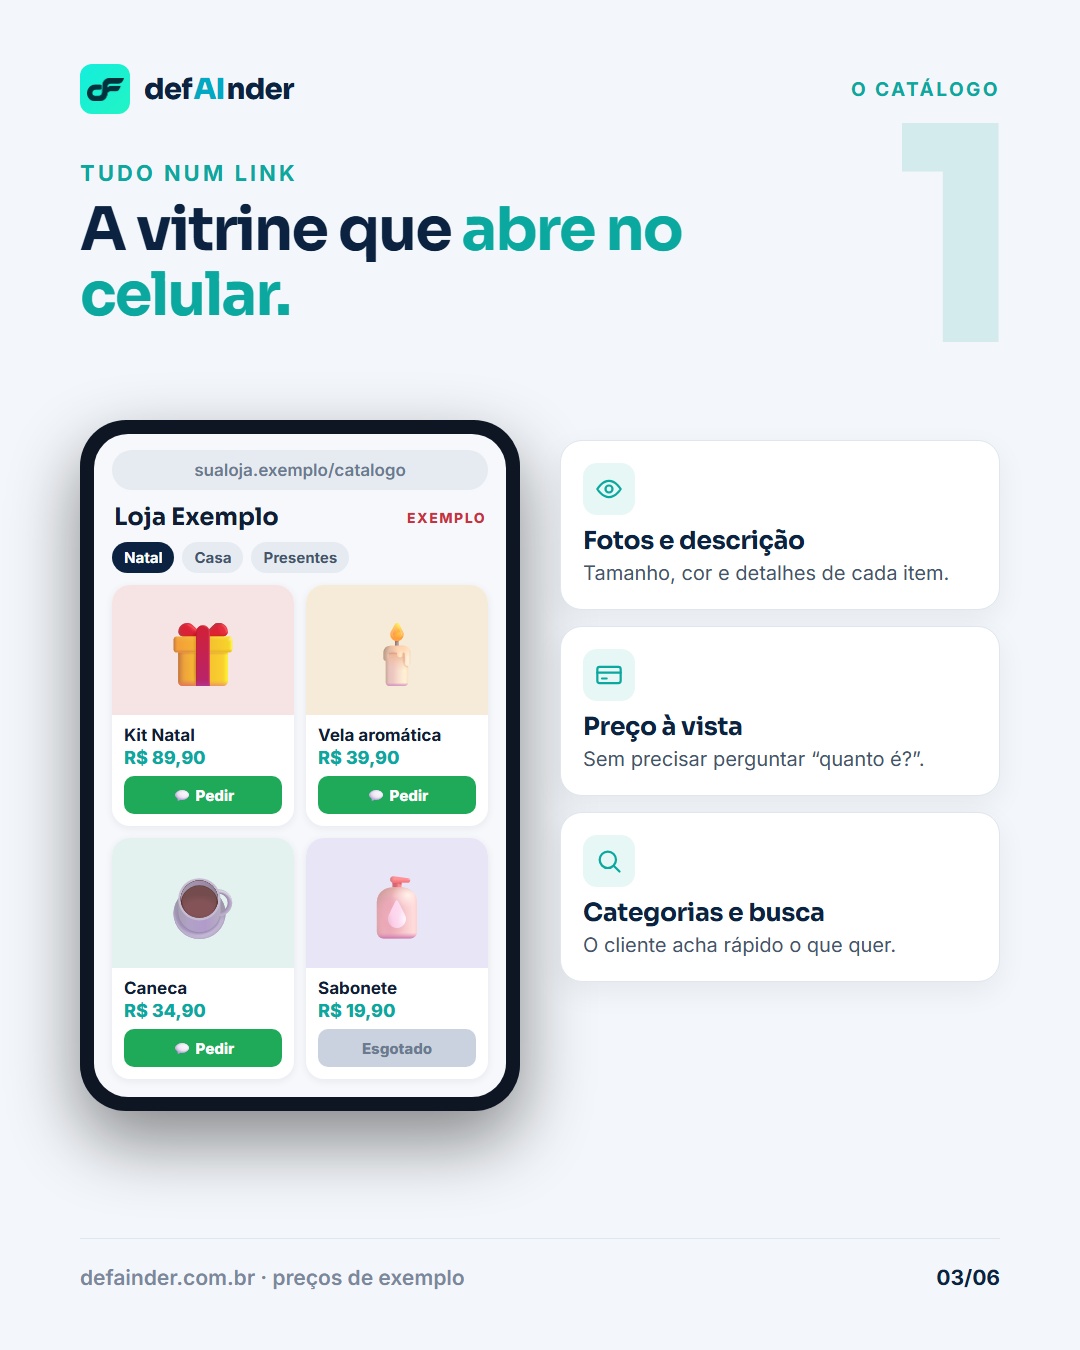 defAInder
O CATÁLOGO
1
TUDO NUM LINK
A vitrine que abre no
celular.
sualoja.exemplo/catalogo
Loja Exemplo
EXEMPLO
Natal
Casa
Presentes
Kit Natal
R$ 89,90
Pedir
Vela aromática
R$ 39,90
Pedir
Caneca
R$ 34,90
Pedir
Sabonete
R$ 19,90
Esgotado
Fotos e descrição
Tamanho, cor e detalhes de cada item.
Preço à vista
Sem precisar perguntar “quanto é?”.
Categorias e busca
O cliente acha rápido o que quer.
defainder.com.br · preços de exemplo
03/06